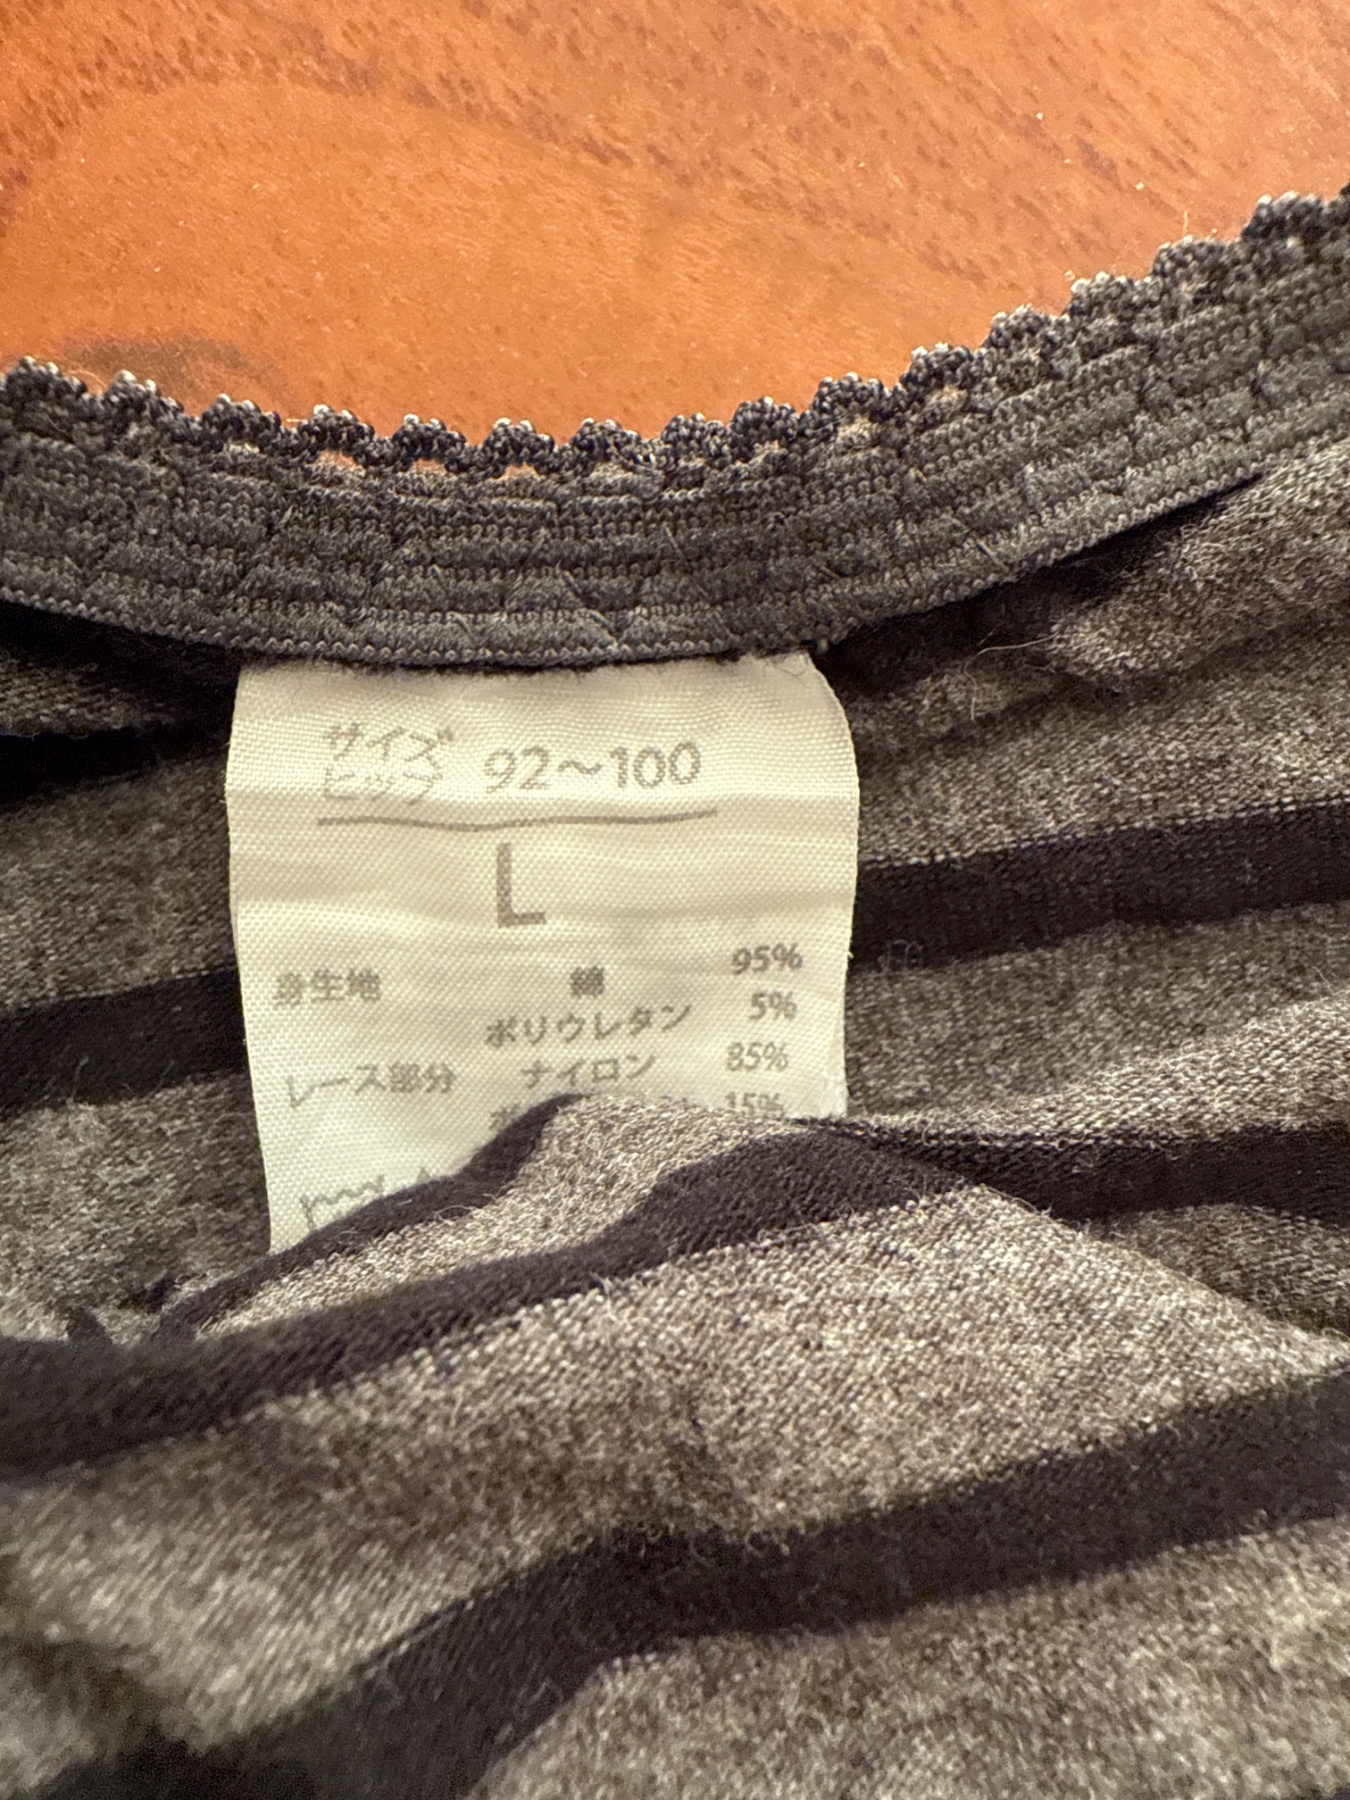 サイズ
ヒップ 92～100
L
身生地 綿 95%
ポリウレタン 5%
レース部分 ナイロン 85%
15%